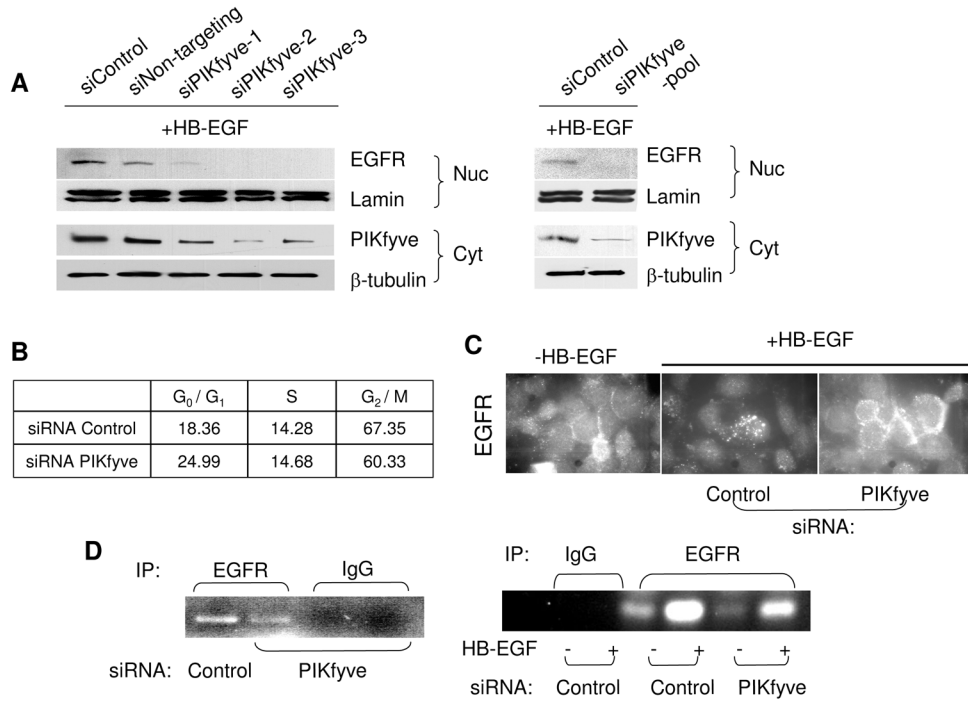 A
siControl
siNon-targeting
siPIKfyve-1
siPIKfyve-2
siPIKfyve-3
+HB-EGF
EGFR
Lamin
Nuc
PIKfyve
β-tubulin
Cyt
siControl
siPIKfyve
-pool
+HB-EGF
EGFR
Lamin
Nuc
PIKfyve
β-tubulin
Cyt
B
G0 / G1 S G2 / M
siRNA Control 18.36 14.28 67.35
siRNA PIKfyve 24.99 14.68 60.33
C
-HB-EGF
+HB-EGF
EGFR
Control PIKfyve
siRNA:
D
IP: EGFR IgG
siRNA: Control PIKfyve
IP: IgG EGFR
HB-EGF - + - + - +
siRNA: Control Control PIKfyve